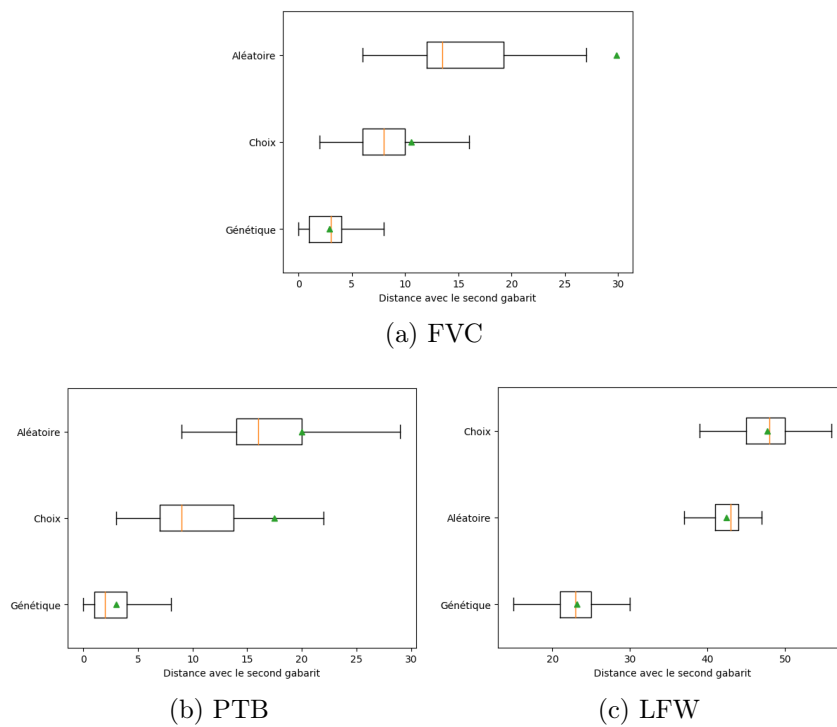 Aléatoire
Choix
Génétique
0 5 10 15 20 25 30
Distance avec le second gabarit
(a) FVC
Aléatoire
Choix
Génétique
0 5 10 15 20 25 30
Distance avec le second gabarit
(b) PTB
Choix
Aléatoire
Génétique
20 30 40 50
Distance avec le second gabarit
(c) LFW